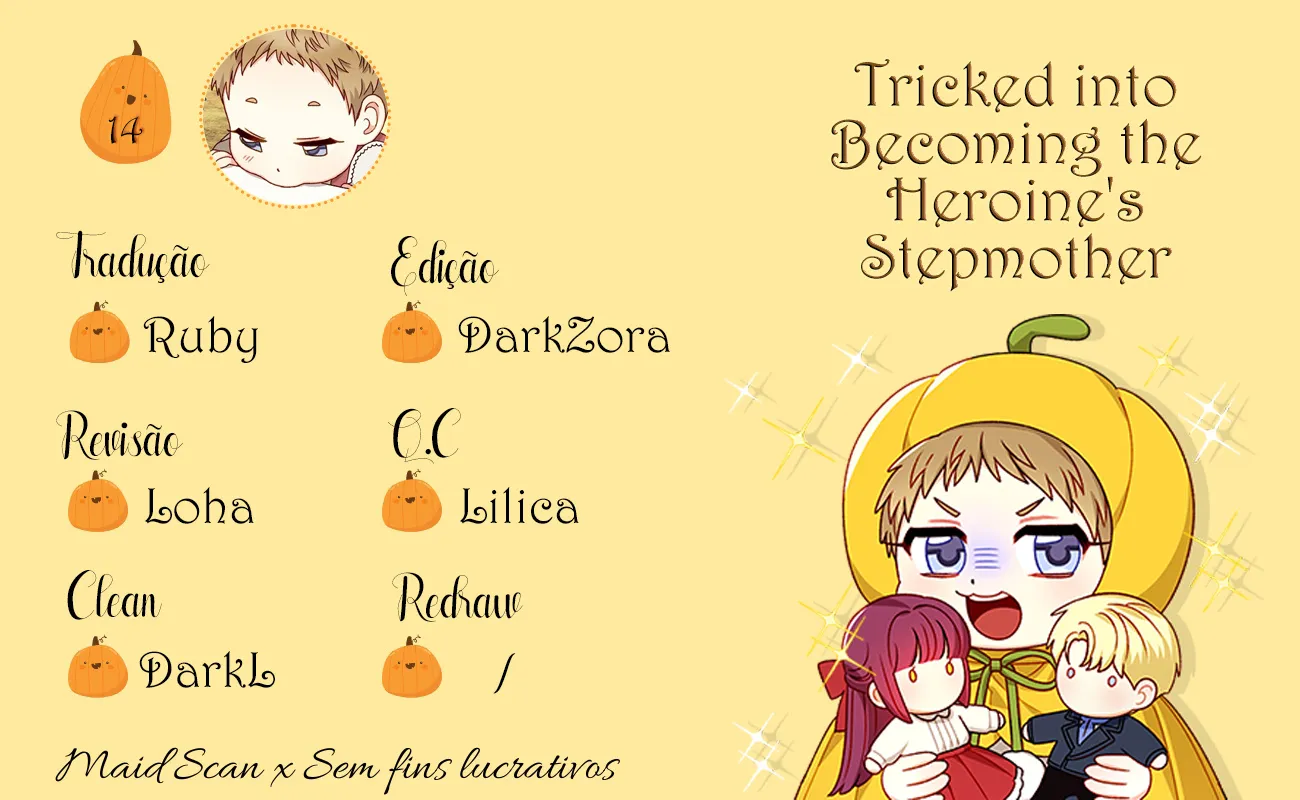 14
Tradução
Ruby
Edição
DarkZora
Revisão
Loha
Q.C
Lilica
Clean
DarkL
Redraw
/
Maid Scan x Sem fins lucrativos
Tricked into
Becoming the
Heroine's
Stepmother